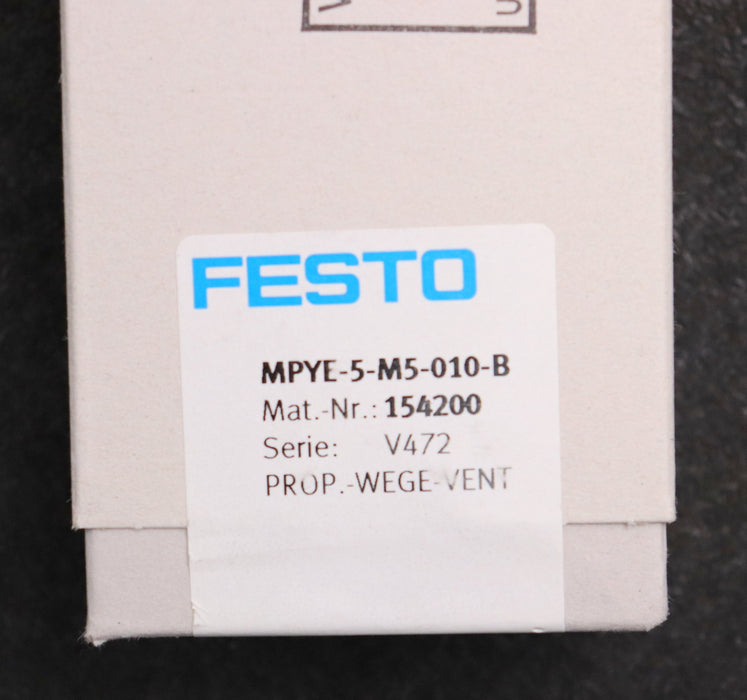 FESTO
MPYE-5-M5-010-B
Mat.-Nr.: 154200
Serie: V472
PROP.-WEGE-VENT